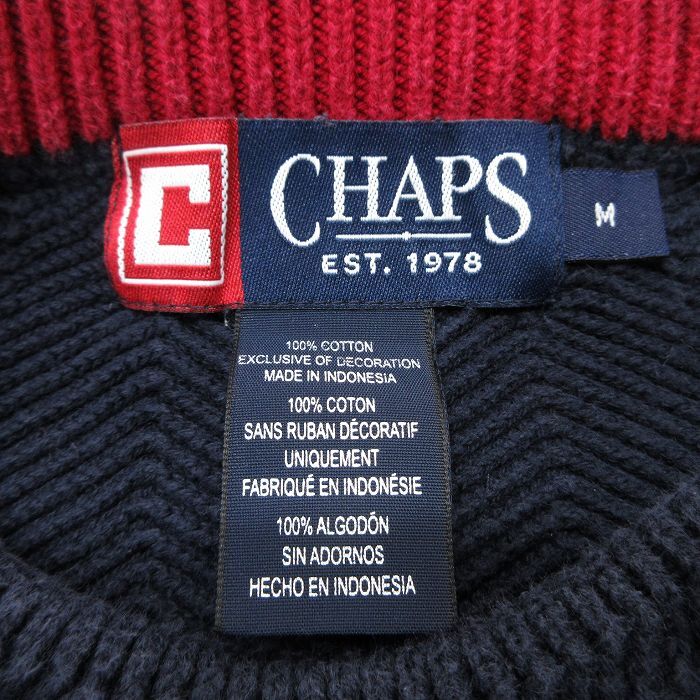 C
CHAPS
EST. 1978
M
100% COTTON
EXCLUSIVE OF DECORATION
MADE IN INDONESIA
100% COTON
SANS RUBAN DÉCORATIF
UNIQUEMENT
FABRIQUÉ EN INDONÉSIE
100% ALGODÓN
SIN ADORNOS
HECHO EN INDONESIA